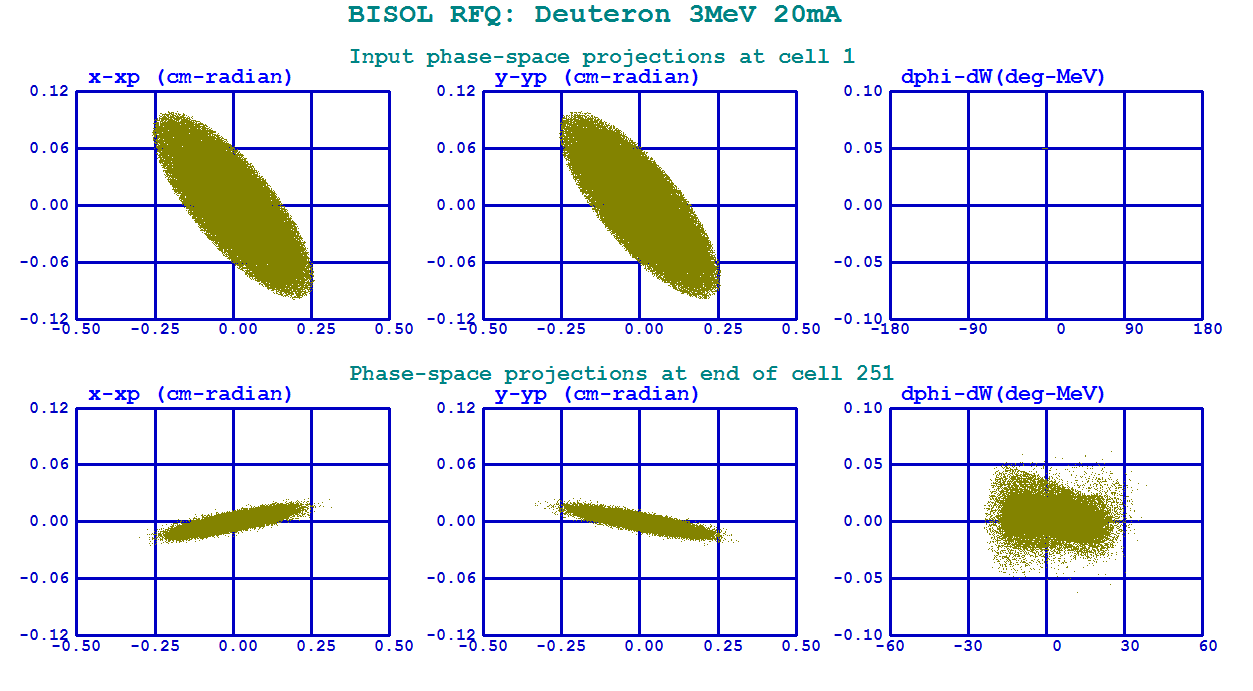 BISOL RFQ: Deuteron 3MeV 20mA
Input phase-space projections at cell 1
x-xp (cm-radian) y-yp (cm-radian) dphi-dW(deg-MeV)
0.12 0.12 0.10
0.06 0.06 0.05
0.00 0.00 0.00
-0.06 -0.06 -0.05
-0.12 -0.12 -0.10
-0.50 -0.25 0.00 0.25 0.50 -0.50 -0.25 0.00 0.25 0.50 -180 -90 0 90 180
Phase-space projections at end of cell 251
x-xp (cm-radian) y-yp (cm-radian) dphi-dW(deg-MeV)
0.12 0.12 0.10
0.06 0.06 0.05
0.00 0.00 0.00
-0.06 -0.06 -0.05
-0.12 -0.12 -0.10
-0.50 -0.25 0.00 0.25 0.50 -0.50 -0.25 0.00 0.25 0.50 -60 -30 0 30 60